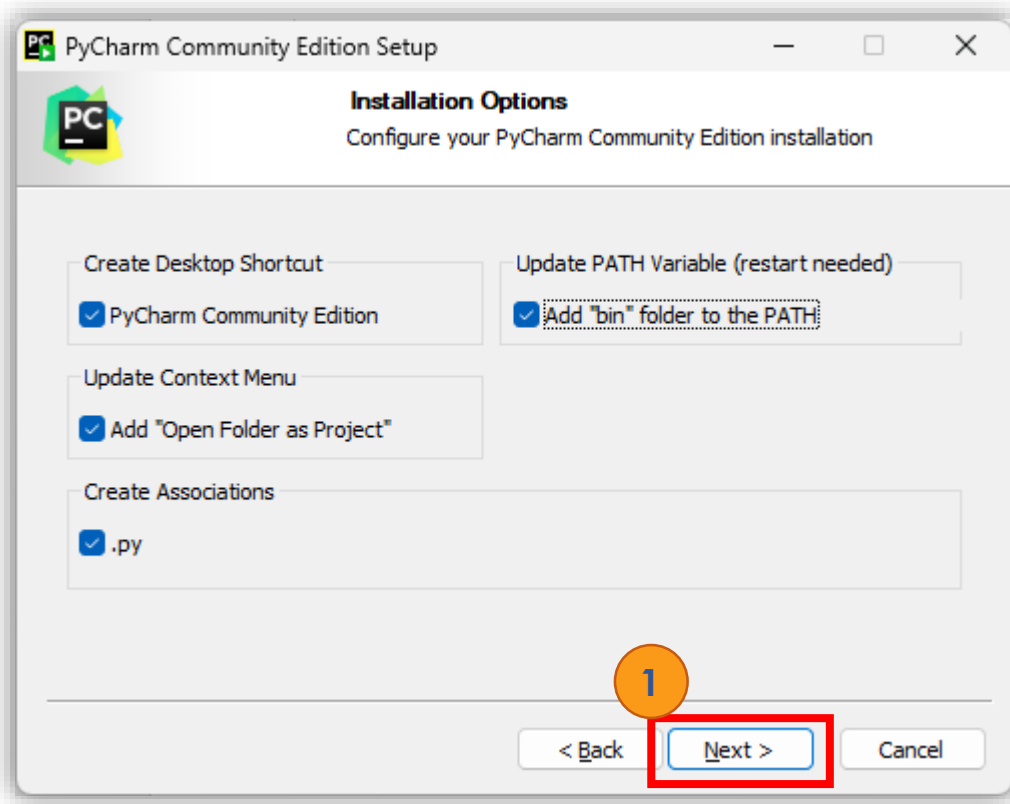 PyCharm Community Edition Setup
PC
Installation Options
Configure your PyCharm Community Edition installation
Create Desktop Shortcut
PyCharm Community Edition
Update PATH Variable (restart needed)
Add "bin" folder to the PATH
Update Context Menu
Add "Open Folder as Project"
Create Associations
.py
1
< Back
Next >
Cancel